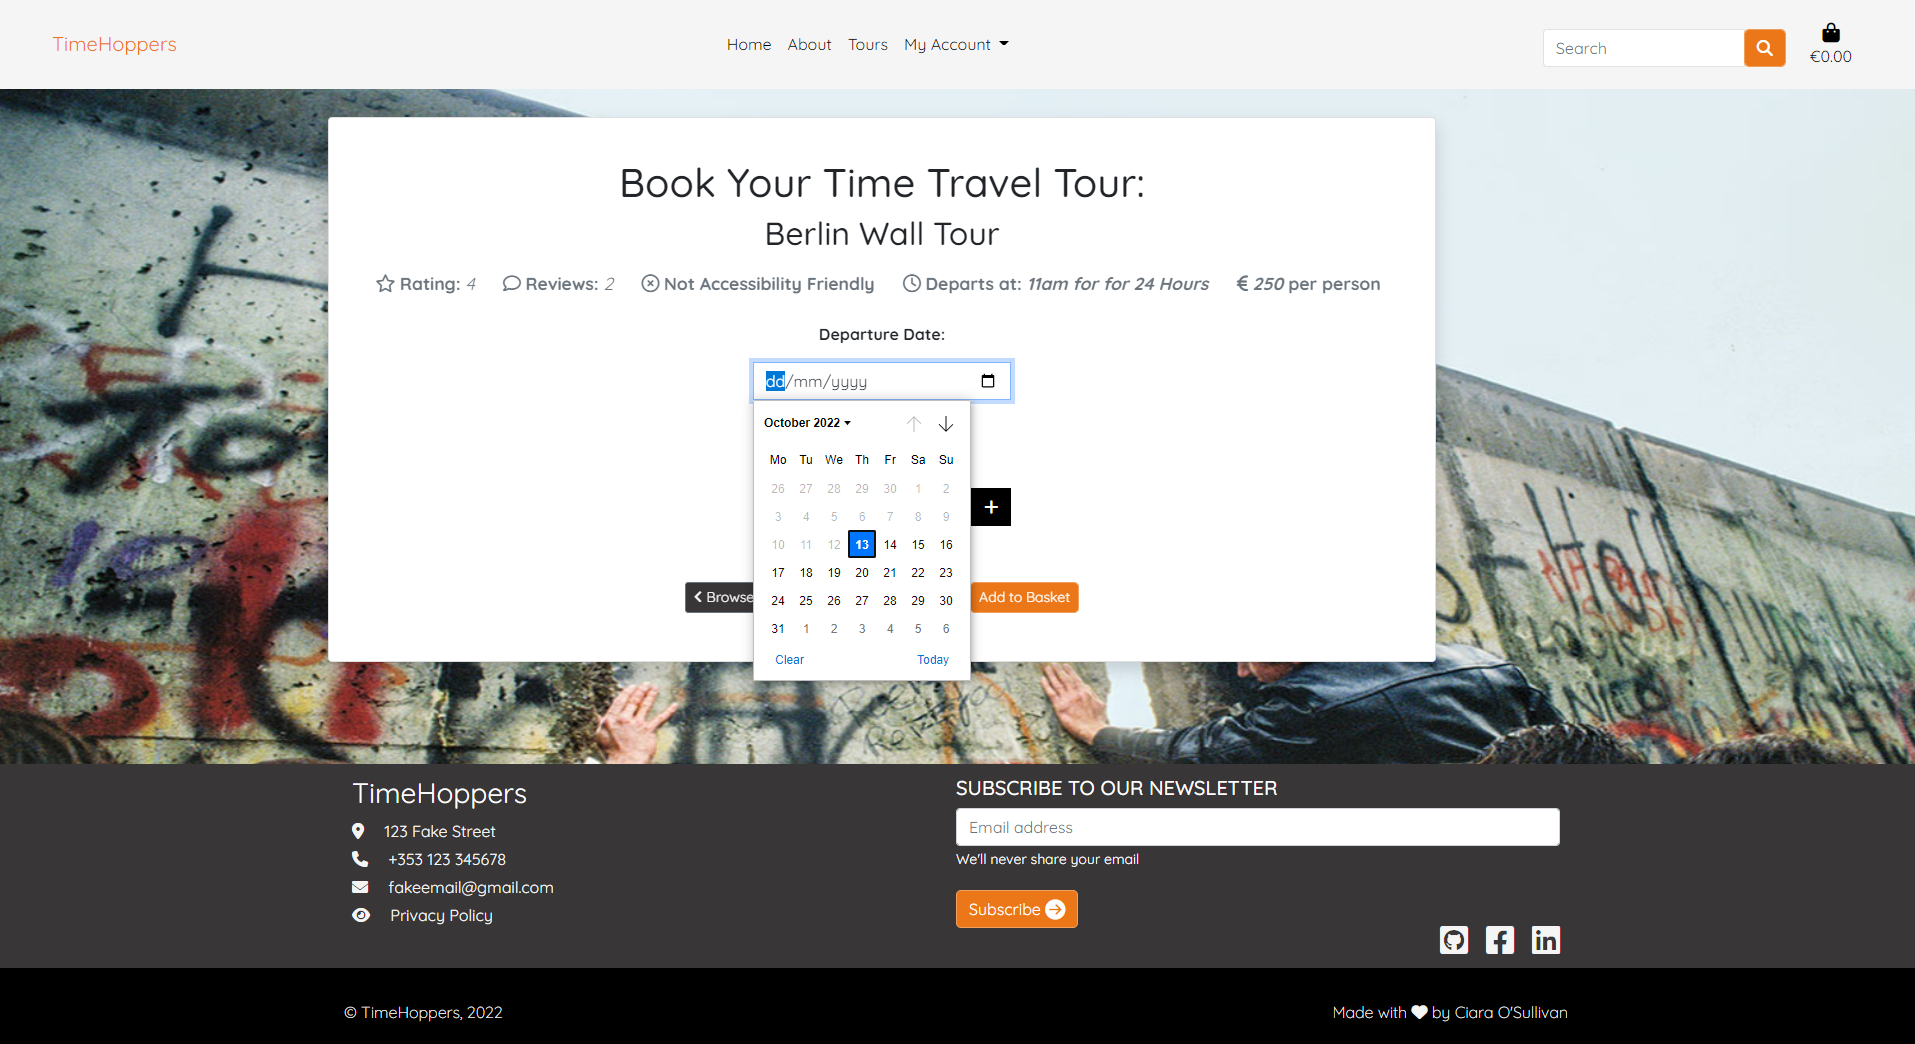 TimeHoppers
Home About Tours My Account
Search
€0.00
Book Your Time Travel Tour:
Berlin Wall Tour
Rating: 4 Reviews: 2 Not Accessibility Friendly Departs at: 11am for for 24 Hours € 250 per person
Departure Date:
dd/mm/yyyy
October 2022
Mo Tu We Th Fr Sa Su
26 27 28 29 30 1 2
3 4 5 6 7 8 9
10 11 12 13 14 15 16
17 18 19 20 21 22 23
24 25 26 27 28 29 30
31 1 2 3 4 5 6
Clear Today
+
Browse
Add to Basket
TimeHoppers
123 Fake Street
+353 123 345678
fakeemail@gmail.com
Privacy Policy
SUBSCRIBE TO OUR NEWSLETTER
Email address
We'll never share your email
Subscribe
in
© TimeHoppers, 2022
Made with by Ciara O'Sullivan